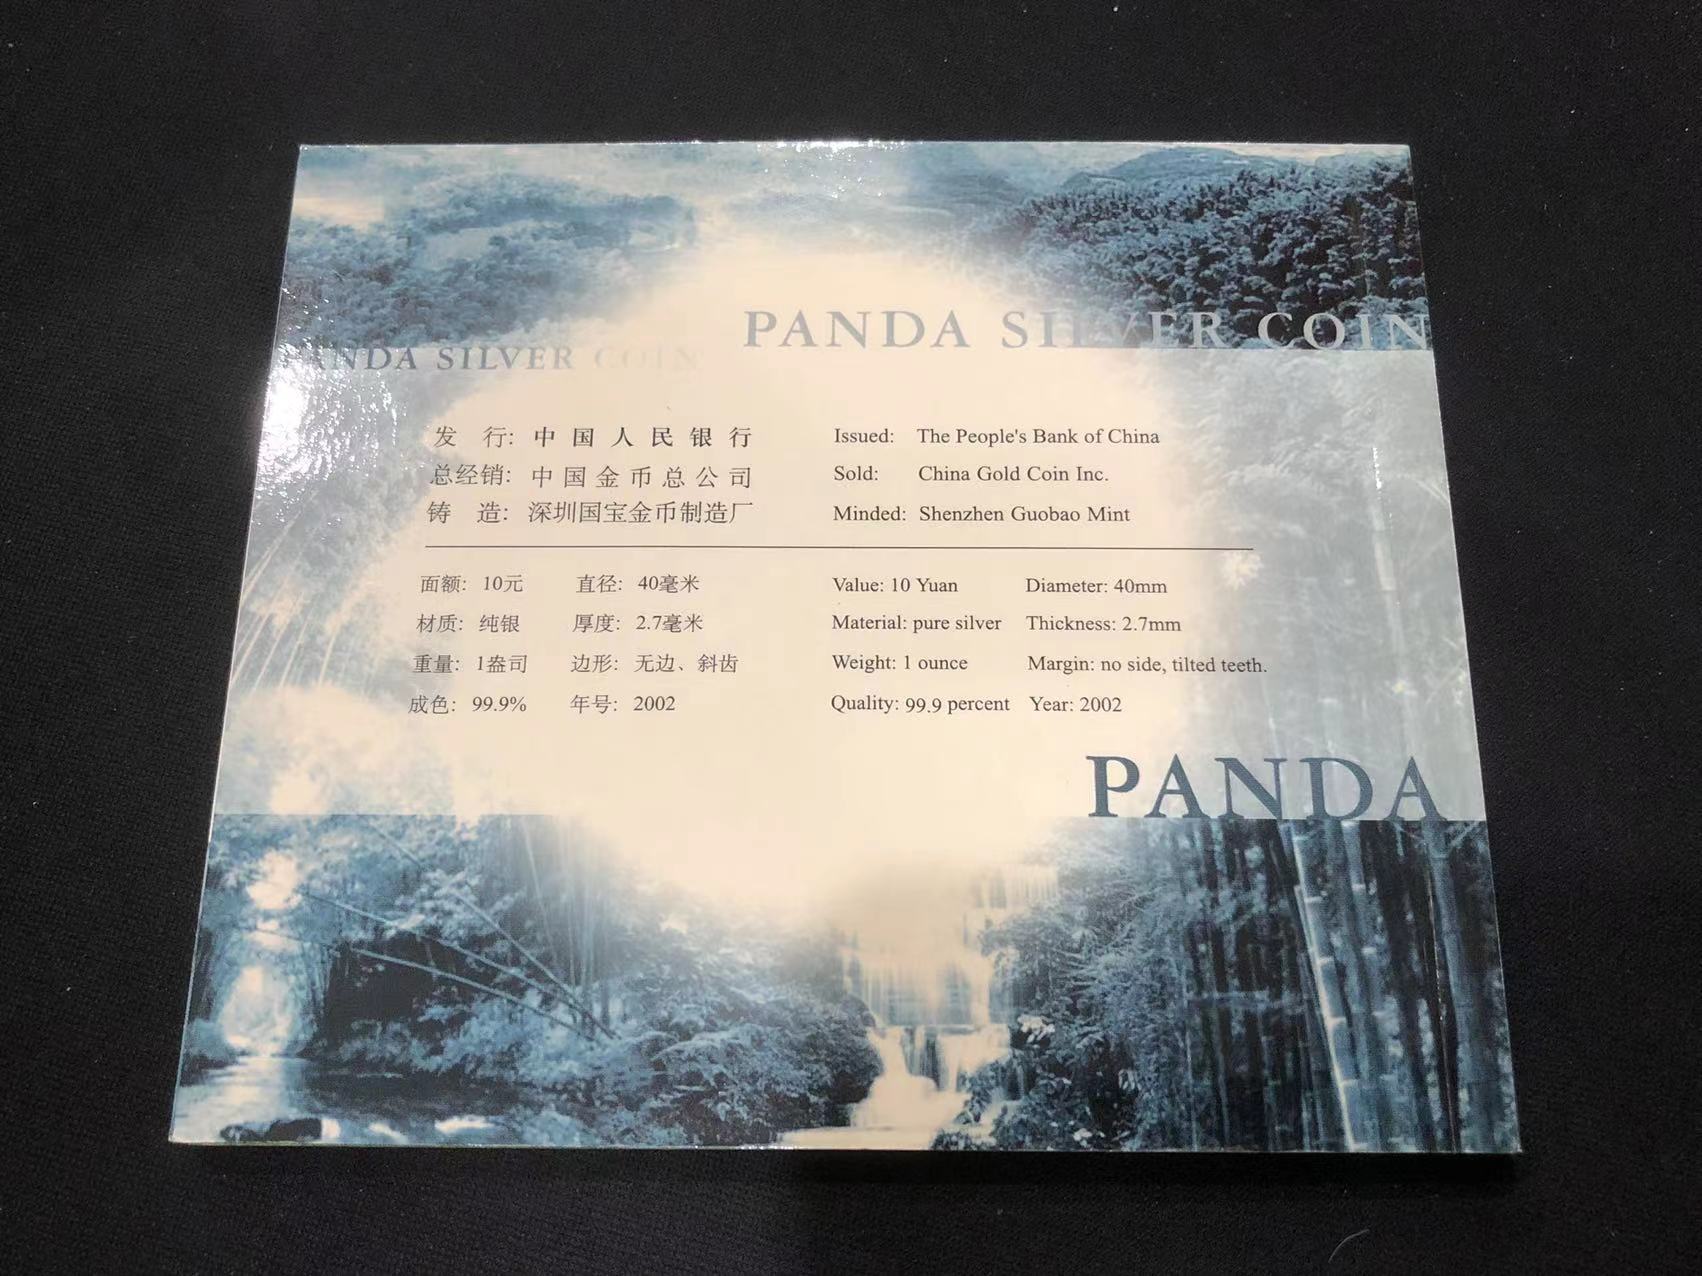 PANDA SILVER COIN
PANDA SILVER COIN
发 行: 中国人民银行
总经销: 中国金币总公司
铸 造: 深圳国宝金币制造厂
Issued: The People's Bank of China
Sold: China Gold Coin Inc.
Minded: Shenzhen Guobao Mint
面额: 10元 直径: 40毫米
材质: 纯银 厚度: 2.7毫米
重量: 1盎司 边形: 无边、斜齿
成色: 99.9% 年号: 2002
Value: 10 Yuan Diameter: 40mm
Material: pure silver Thickness: 2.7mm
Weight: 1 ounce Margin: no side, tilted teeth.
Quality: 99.9 percent Year: 2002
PANDA